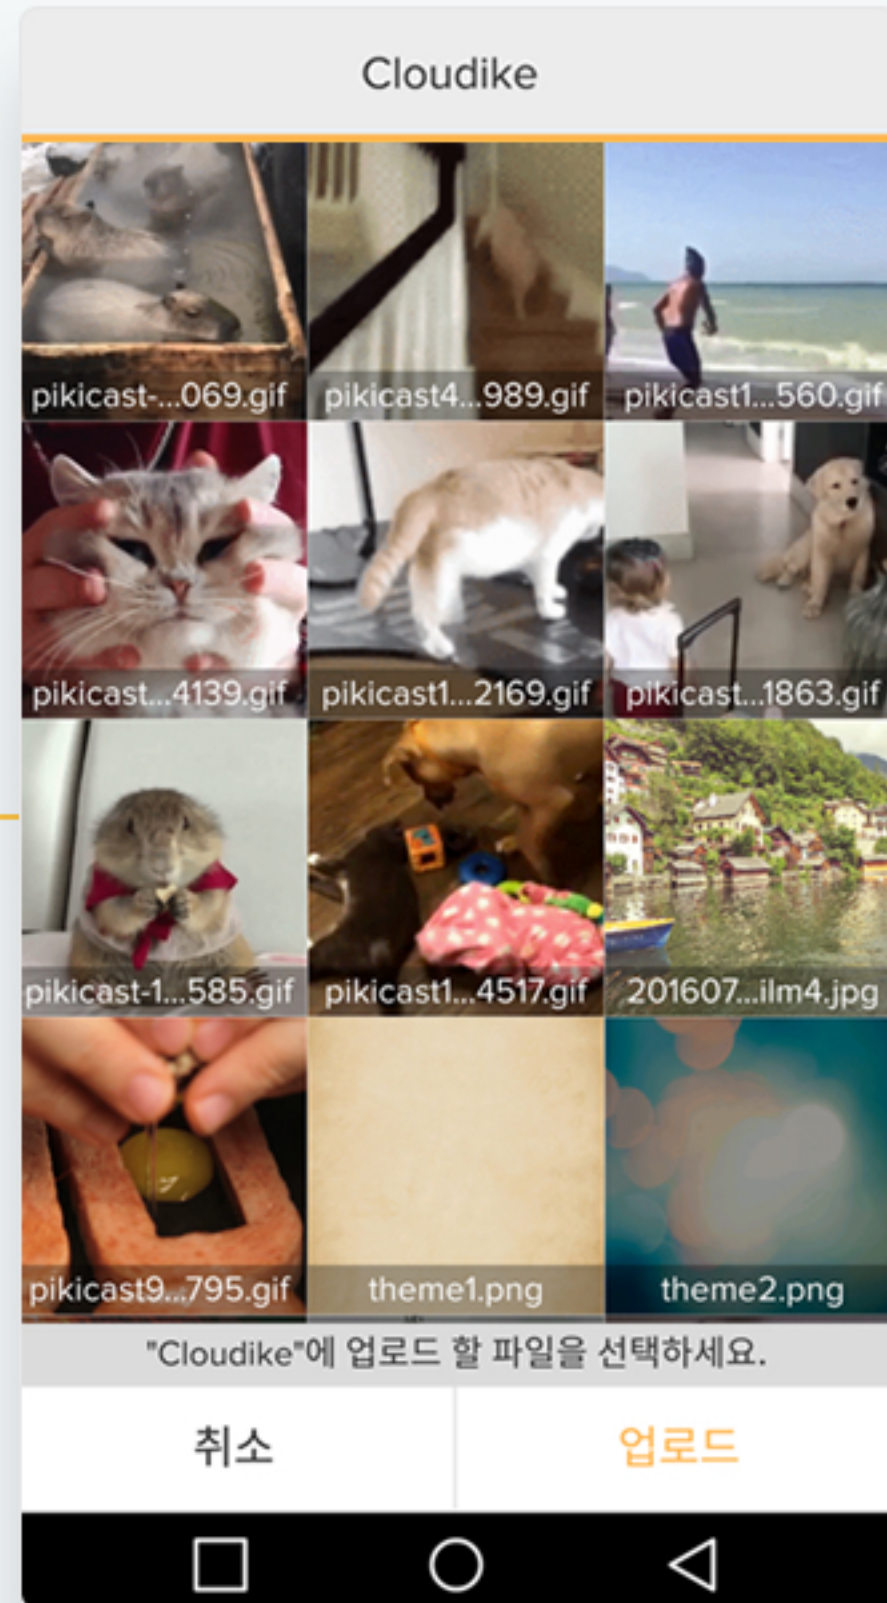 Cloudike
pikicast-...069.gif
pikicast4...989.gif
pikicast1...560.gif
pikicast...4139.gif
pikicast1...2169.gif
pikicast...1863.gif
pikicast-1...585.gif
pikicast1...4517.gif
201607...ilm4.jpg
pikicast9...795.gif
theme1.png
theme2.png
"Cloudike"에 업로드 할 파일을 선택하세요.
취소
업로드